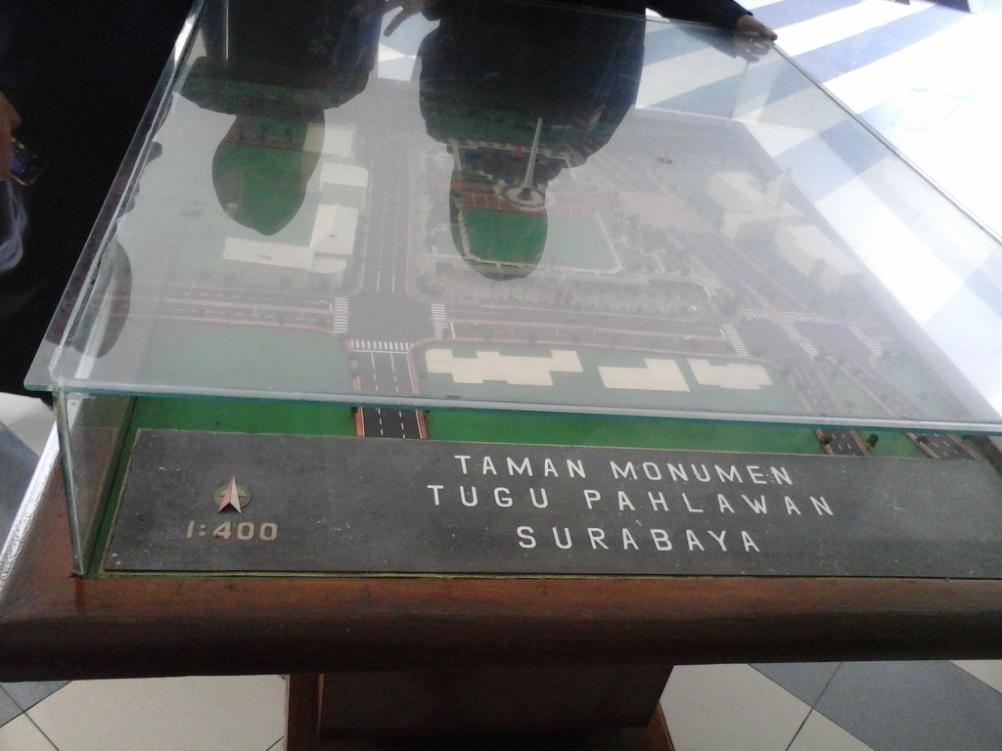 TAMAN MONUMEN
TUGU PAHLAWAN
SURABAYA
1:400